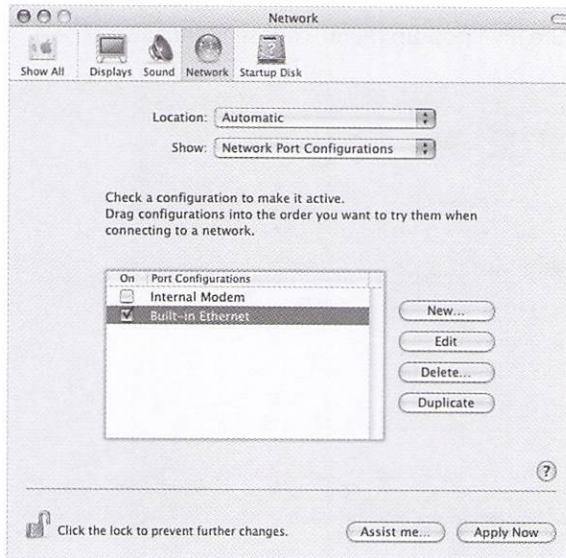 Network
Show All Displays Sound Network Startup Disk
Location: Automatic
Show: Network Port Configurations
Check a configuration to make it active.
Drag configurations into the order you want to try them when
connecting to a network.
On Port Configurations
Internal Modem
Built-in Ethernet
New...
Edit
Delete...
Duplicate
?
Click the lock to prevent further changes. Assist me... Apply Now